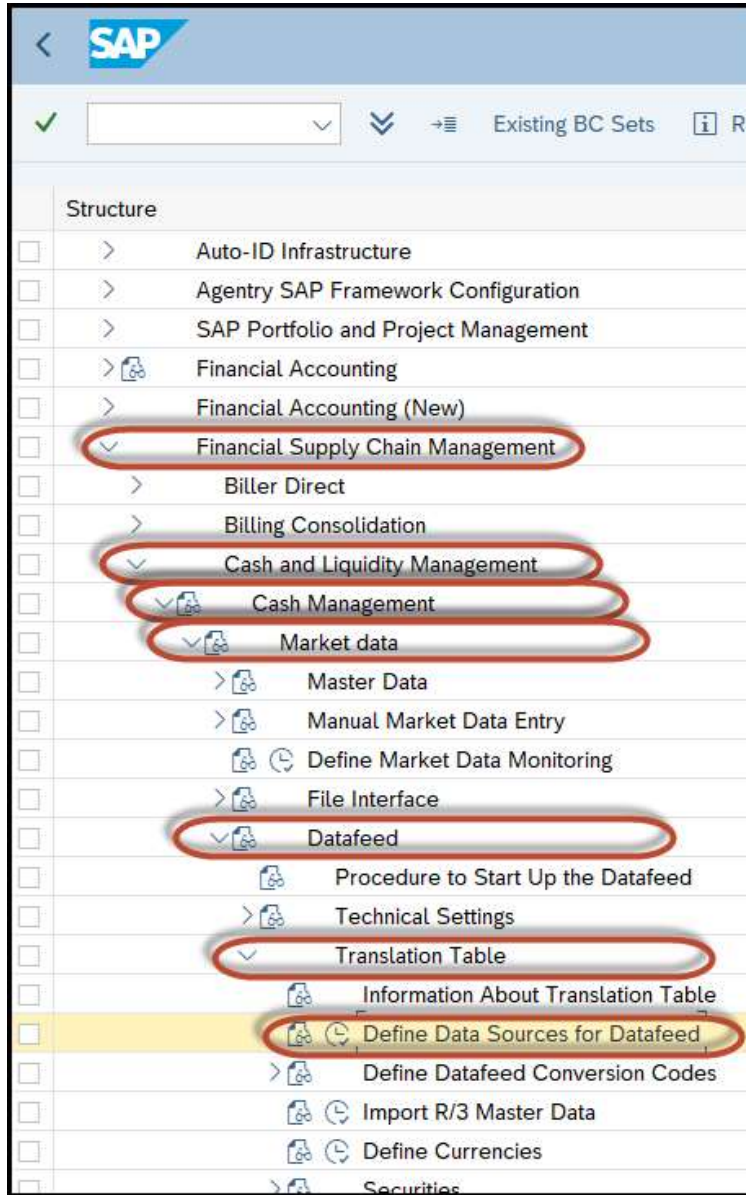 SAP
Existing BC Sets i R
Structure
Auto-ID Infrastructure
Agentry SAP Framework Configuration
SAP Portfolio and Project Management
Financial Accounting
Financial Accounting (New)
Financial Supply Chain Management
Biller Direct
Billing Consolidation
Cash and Liquidity Management
Cash Management
Market data
Master Data
Manual Market Data Entry
Define Market Data Monitoring
File Interface
Datafeed
Procedure to Start Up the Datafeed
Technical Settings
Translation Table
Information About Translation Table
Define Data Sources for Datafeed
Define Datafeed Conversion Codes
Import R/3 Master Data
Define Currencies
Securities